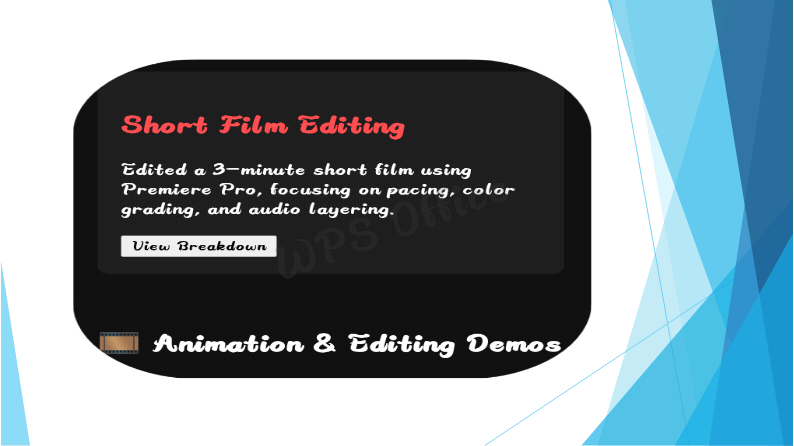 Short Film Editing
Edited a 3-minute short film using
Premiere Pro, focusing on pacing, color
grading, and audio layering.
View Breakdown
WPS Office
Animation & Editing Demos